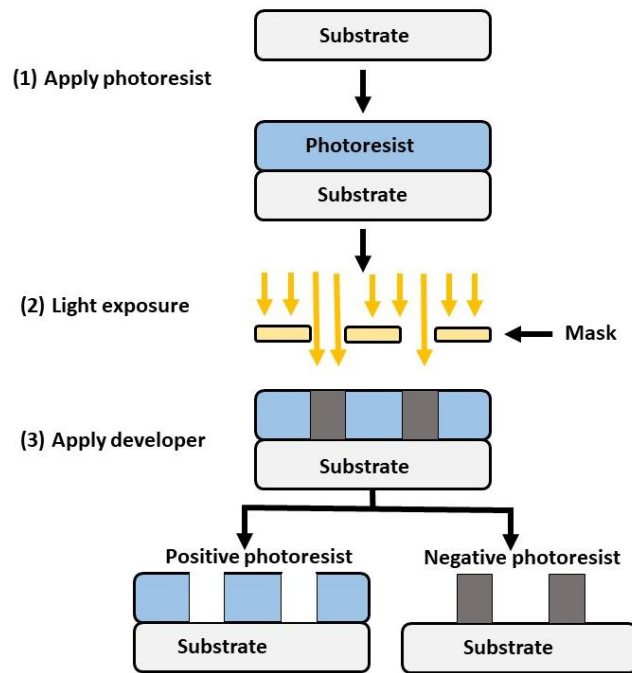 Substrate
(1) Apply photoresist
Photoresist
Substrate
(2) Light exposure
Mask
(3) Apply developer
Substrate
Positive photoresist
Negative photoresist
Substrate
Substrate